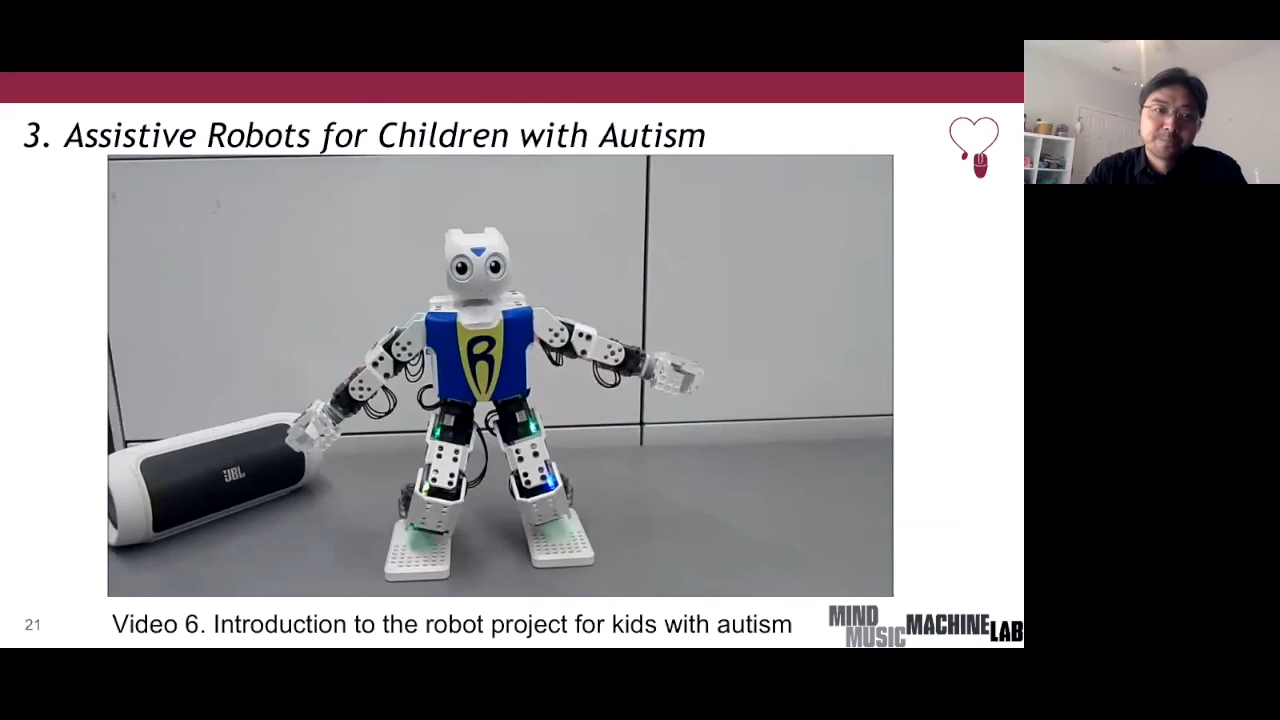 3. Assistive Robots for Children with Autism
R
JBL
21
Video 6. Introduction to the robot project for kids with autism
MIND
MUSIC
MACHINE
LAB